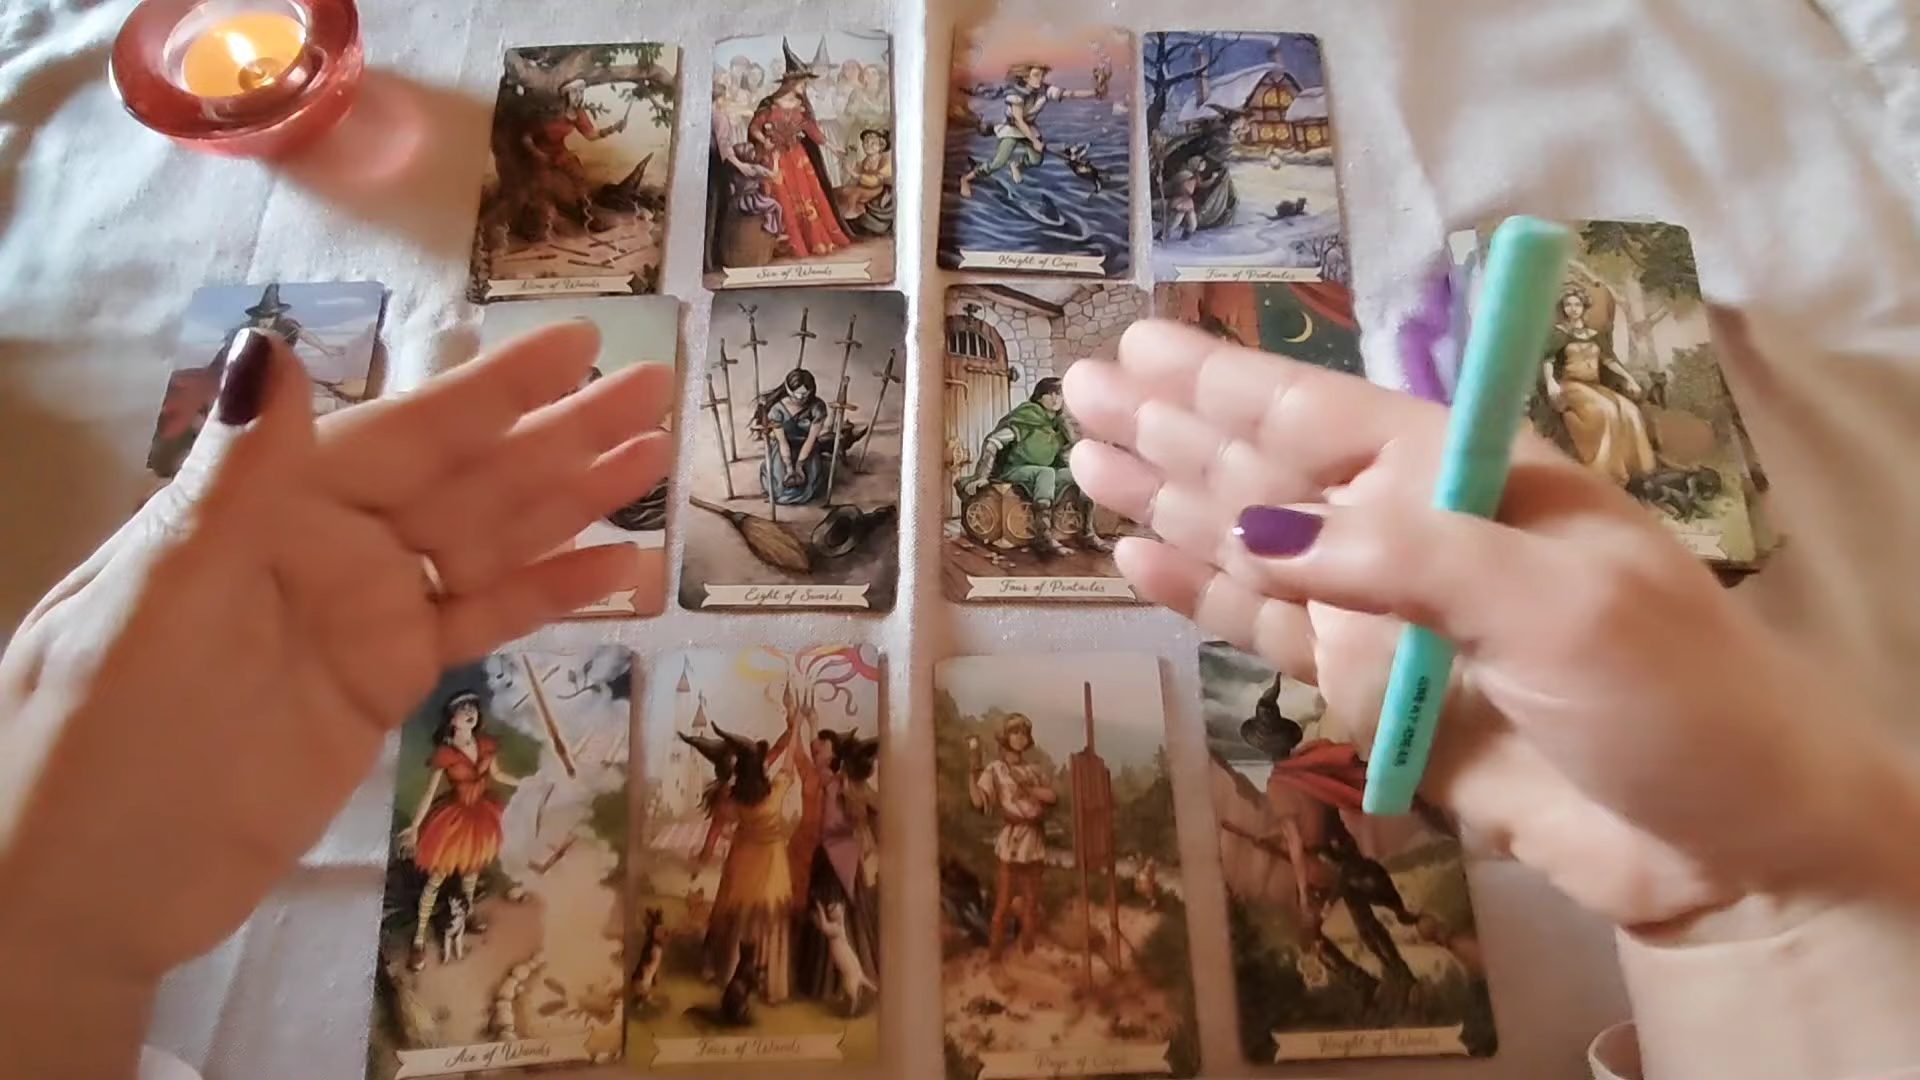 Nine of Wands
Six of Wands
Knight of Cups
Five of Pentacles
Eight of Swords
Four of Pentacles
Ace of Wands
Four of Wands
Page of Cups
Knight of Wands